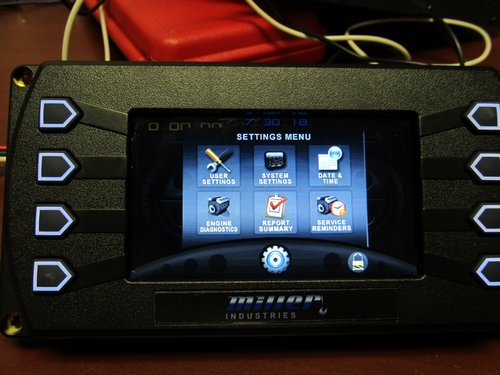 SETTINGS MENU
USER SETTINGS
SYSTEM SETTINGS
DATE & TIME
ENGINE DIAGNOSTICS
REPORT SUMMARY
SERVICE REMINDERS
miller
INDUSTRIES